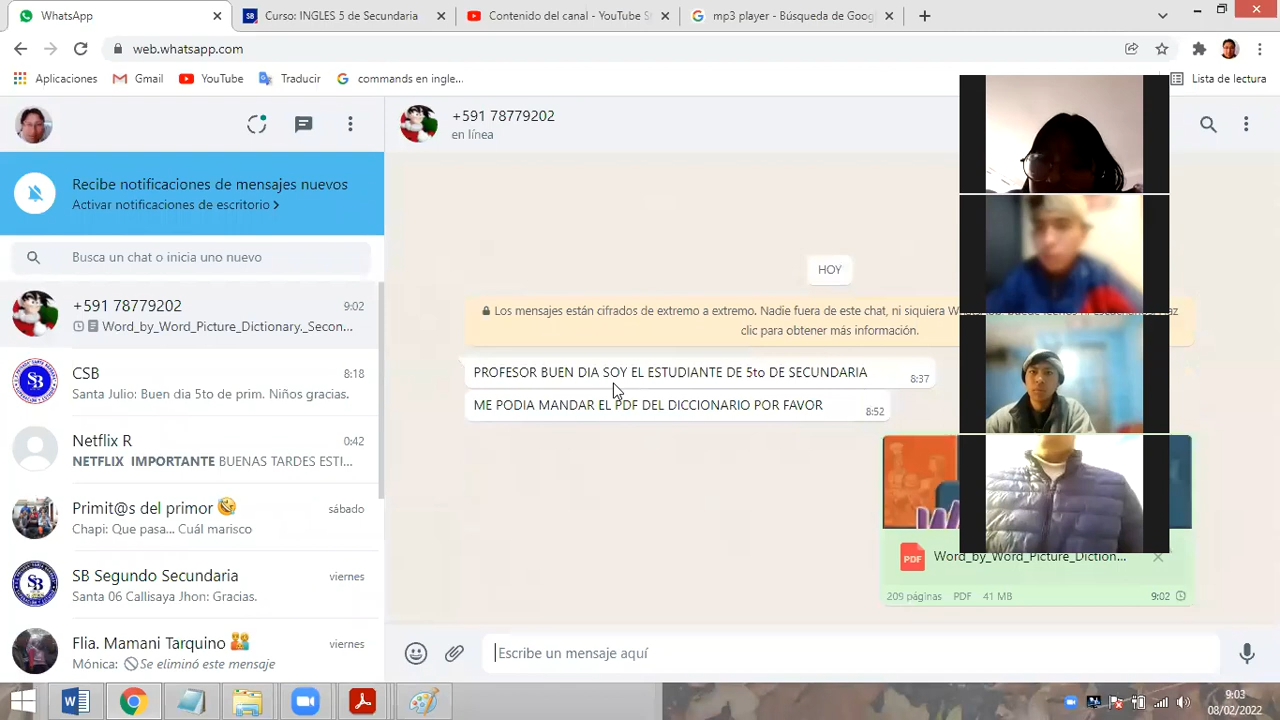 WhatsApp
Curso: INGLES 5 de Secundaria
Contenido del canal - YouTube S
mp3 player - Búsqueda de Goog
web.whatsapp.com
Aplicaciones
Gmail
YouTube
Traducir
commands en ingle...
Lista de lectura
+591 78779202
en línea
Recibe notificaciones de mensajes nuevos
Activar notificaciones de escritorio >
Busca un chat o inicia uno nuevo
+591 78779202
9:02
Word_by_Word_Picture_Dictionary._Secon...
CSB
8:18
Santa Julio: Buen dia 5to de prim. Niños gracias.
Netflix R
0:42
NETFLIX IMPORTANTE BUENAS TARDES ESTI...
Primit@s del primor
sábado
Chapi: Que pasa... Cuál marisco
SB Segundo Secundaria
viernes
Santa 06 Callisaya Jhon: Gracias.
Flia. Mamani Tarquino
viernes
Mónica: Se eliminó este mensaje
HOY
Los mensajes están cifrados de extremo a extremo. Nadie fuera de este chat, ni siquiera
clic para obtener más información.
PROFESOR BUEN DIA SOY EL ESTUDIANTE DE 5to DE SECUNDARIA
8:37
ME PODIA MANDAR EL PDF DEL DICCIONARIO POR FAVOR
8:52
PDF
Word_by_Word_Picture_Diction...
209 páginas PDF 41 MB
9:02
Escribe un mensaje aquí
9:03
08/02/2022